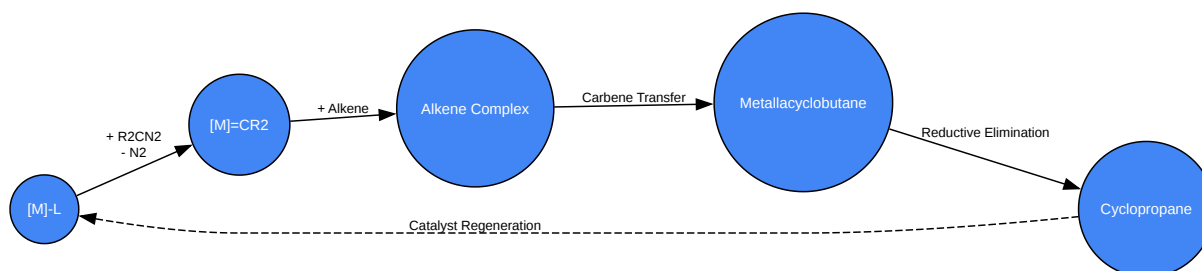 [M]-L
+ R2CN2
- N2
[M]=CR2
+ Alkene
Alkene Complex
Carbene Transfer
Metallacyclobutane
Reductive Elimination
Cyclopropane
Catalyst Regeneration